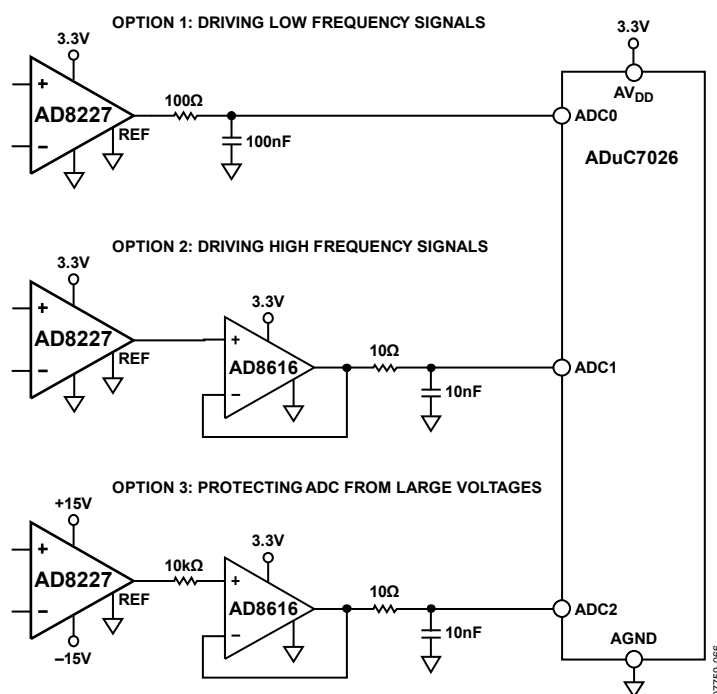 OPTION 1: DRIVING LOW FREQUENCY SIGNALS
3.3V
3.3V
+
AD8227
−
REF
100Ω
100nF
AVDD
ADC0
ADuC7026
OPTION 2: DRIVING HIGH FREQUENCY SIGNALS
3.3V
+
AD8227
−
REF
3.3V
+
AD8616
−
10Ω
10nF
ADC1
OPTION 3: PROTECTING ADC FROM LARGE VOLTAGES
+15V
+
AD8227
−
REF
−15V
10kΩ
3.3V
+
AD8616
−
10Ω
10nF
ADC2
AGND
07759-066